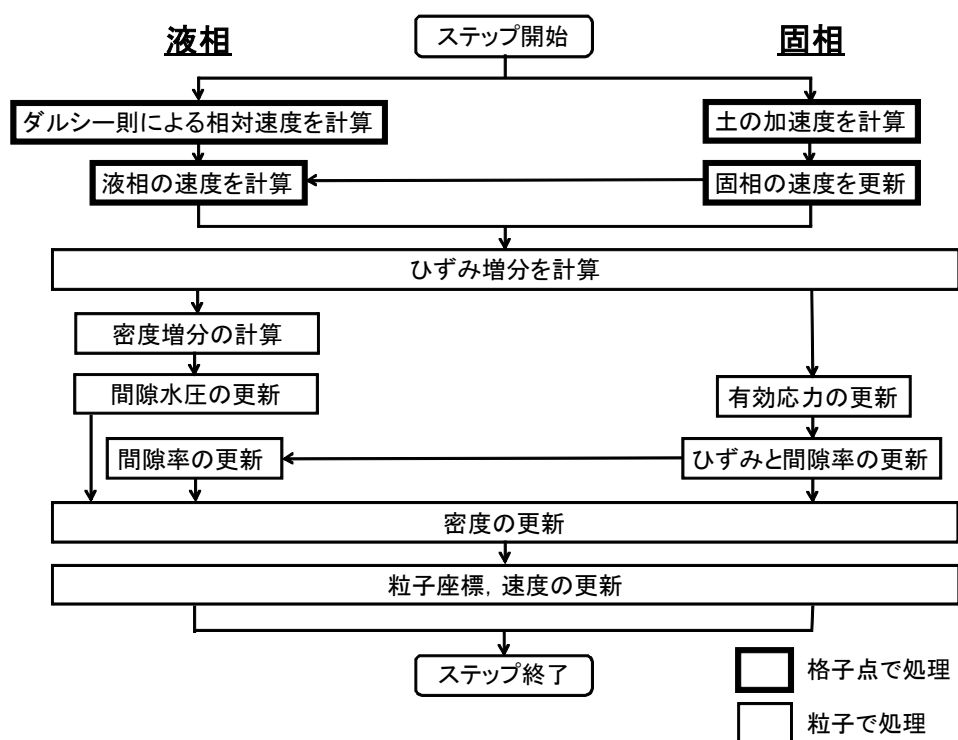 液相
ステップ開始
固相
ダルシー則による相対速度を計算
土の加速度を計算
液相の速度を計算
固相の速度を更新
ひずみ増分を計算
密度増分の計算
間隙水圧の更新
有効応力の更新
間隙率の更新
ひずみと間隙率の更新
密度の更新
粒子座標，速度の更新
ステップ終了
格子点で処理
粒子で処理